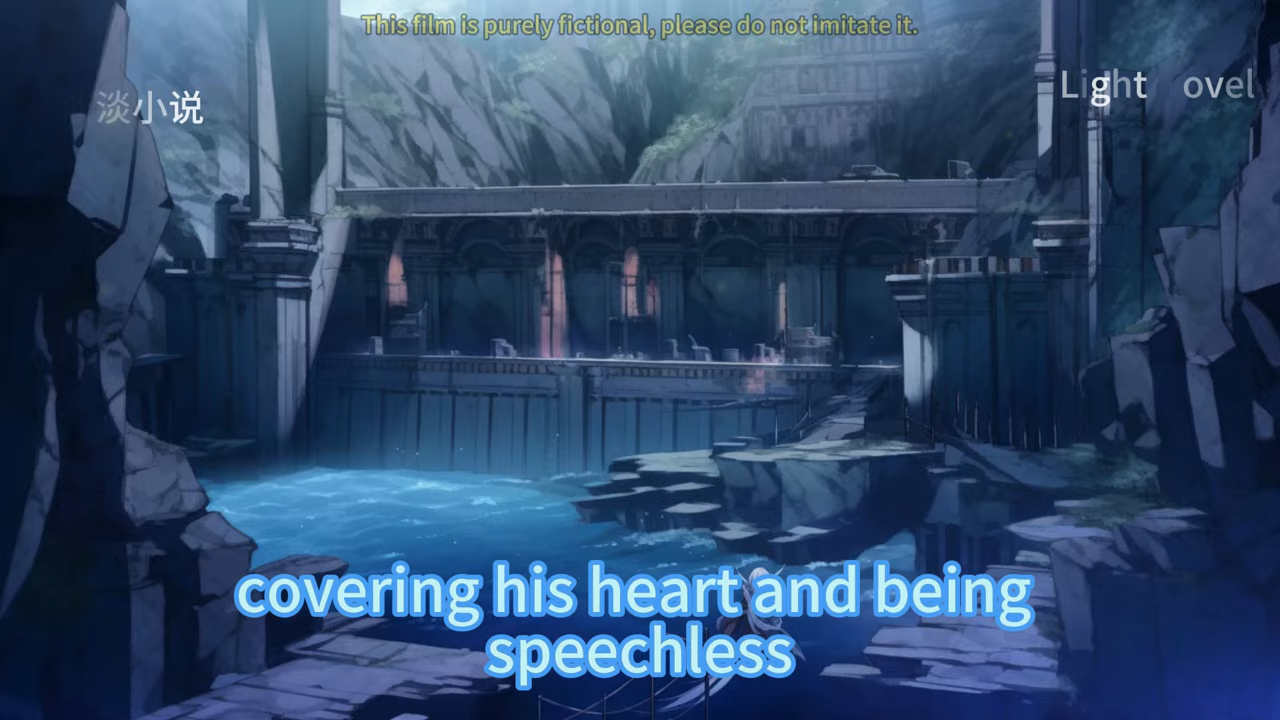 This film is purely fictional, please do not imitate it.
Light ovel
淡小说
covering his heart and being
speechless